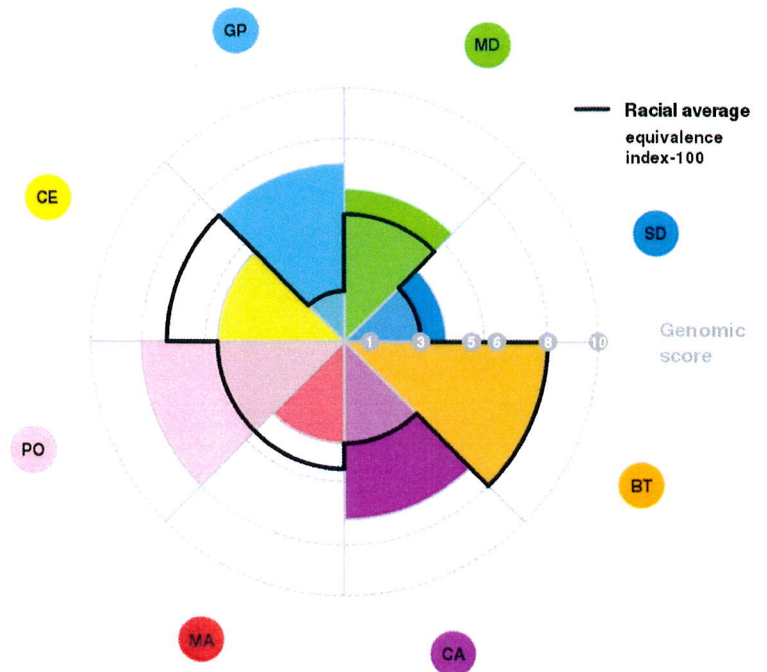 GP
MD
Racial average
equivalence
index-100
CE
SD
1
3
5
6
8
10
Genomic
score
PO
BT
MA
CA